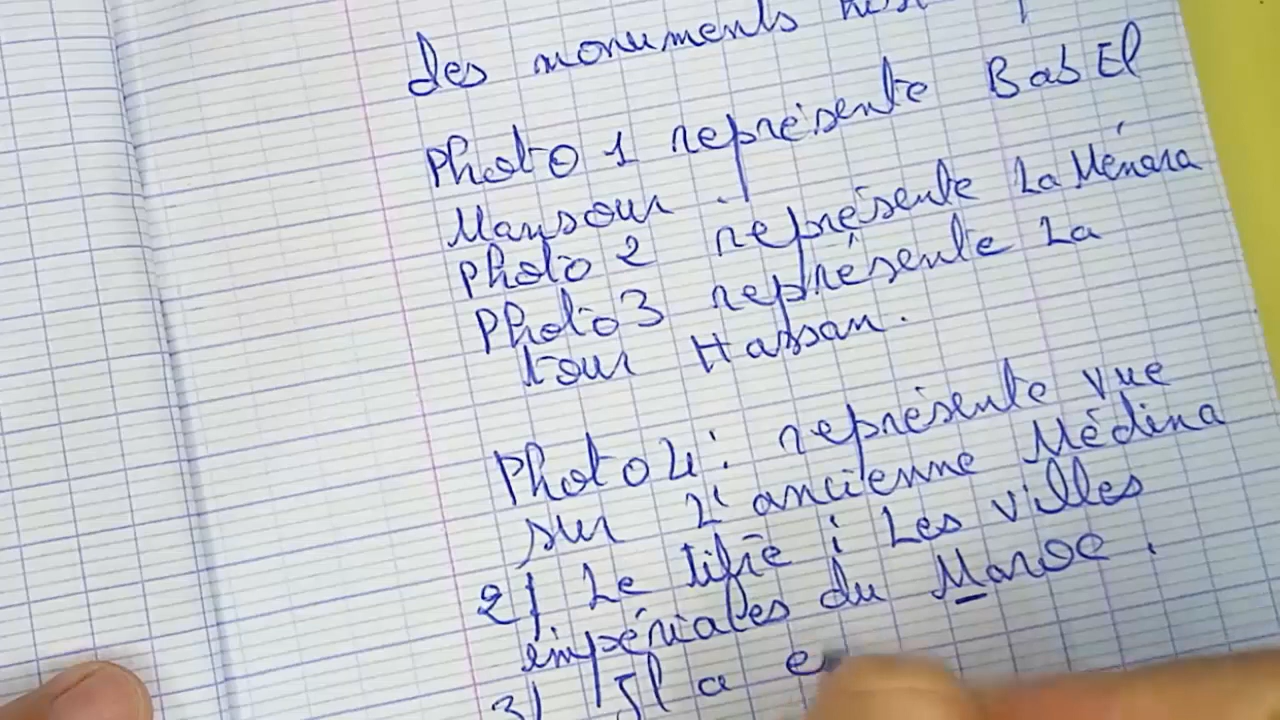 des monuments
Photo 1 représente Bab El
Mansour .
Photo 2 représente La Ménara
Photo 3 représente La
tour Hassan.
Photo 4 : représente vue
sur L'ancienne Médina
2) Le titre : Les villes
impériales du Maroc .
3) Il a